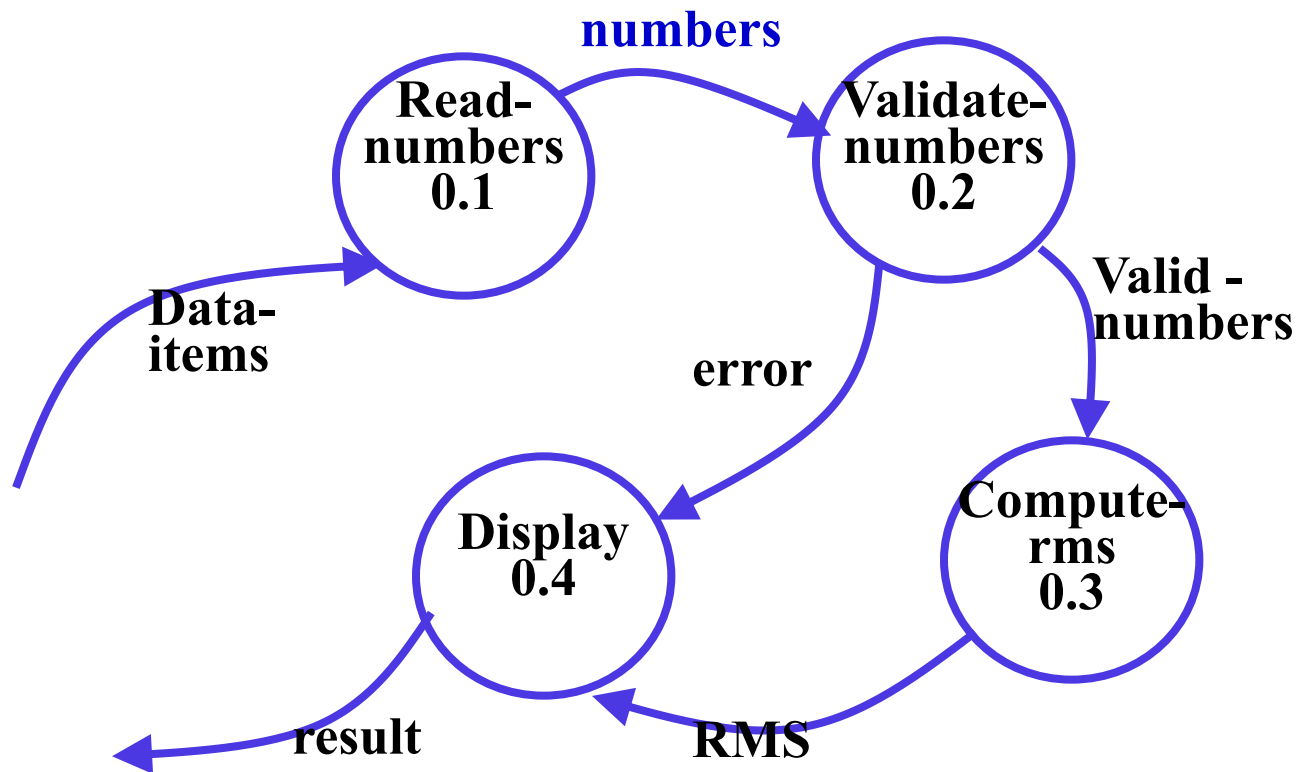 numbers
Read-
numbers
0.1
Validate-
numbers
0.2
Data-
items
Valid -
numbers
error
Display
0.4
Compute-
rms
0.3
result
RMS